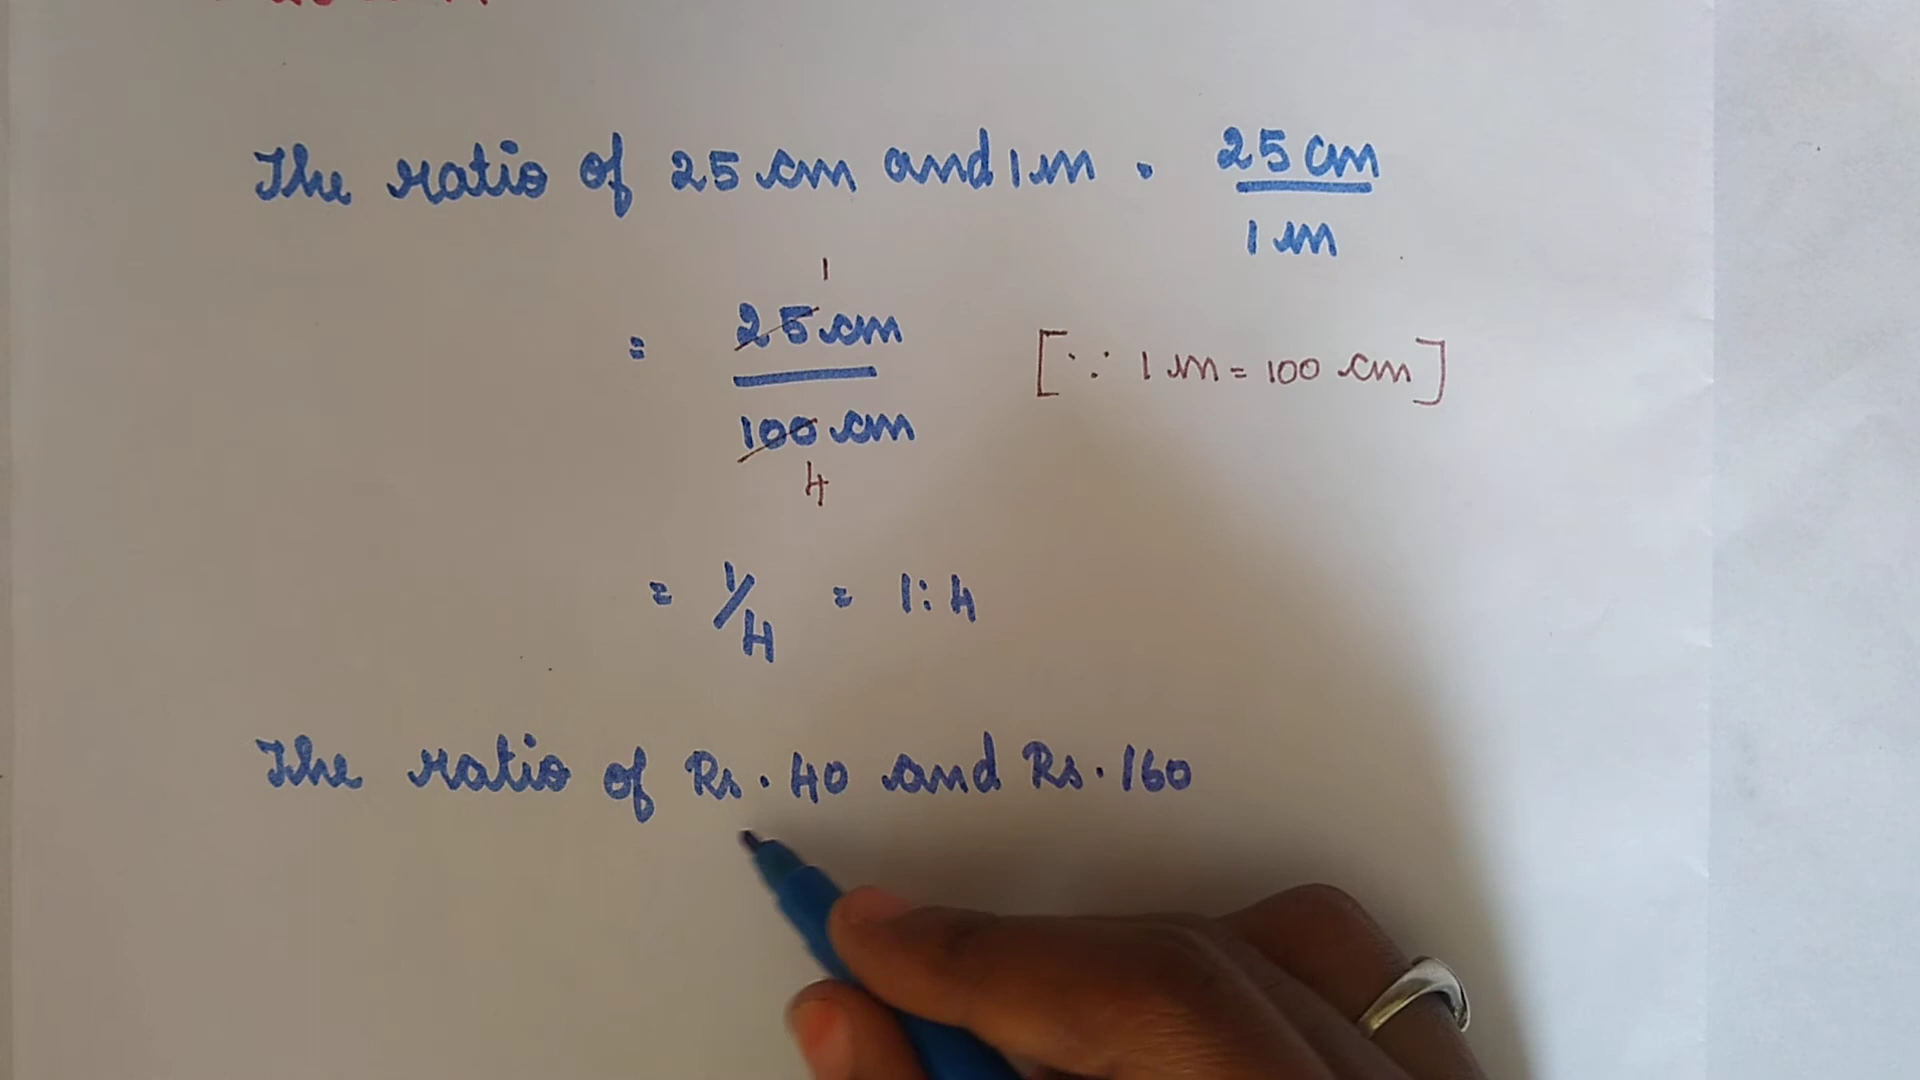 The ratio of 25 cm and 1 m = 25 cm / 1 m
1
= 25 cm / 100 cm [∵ 1 m = 100 cm]
4
= 1/4 = 1:4
The ratio of Rs. 40 and Rs. 160